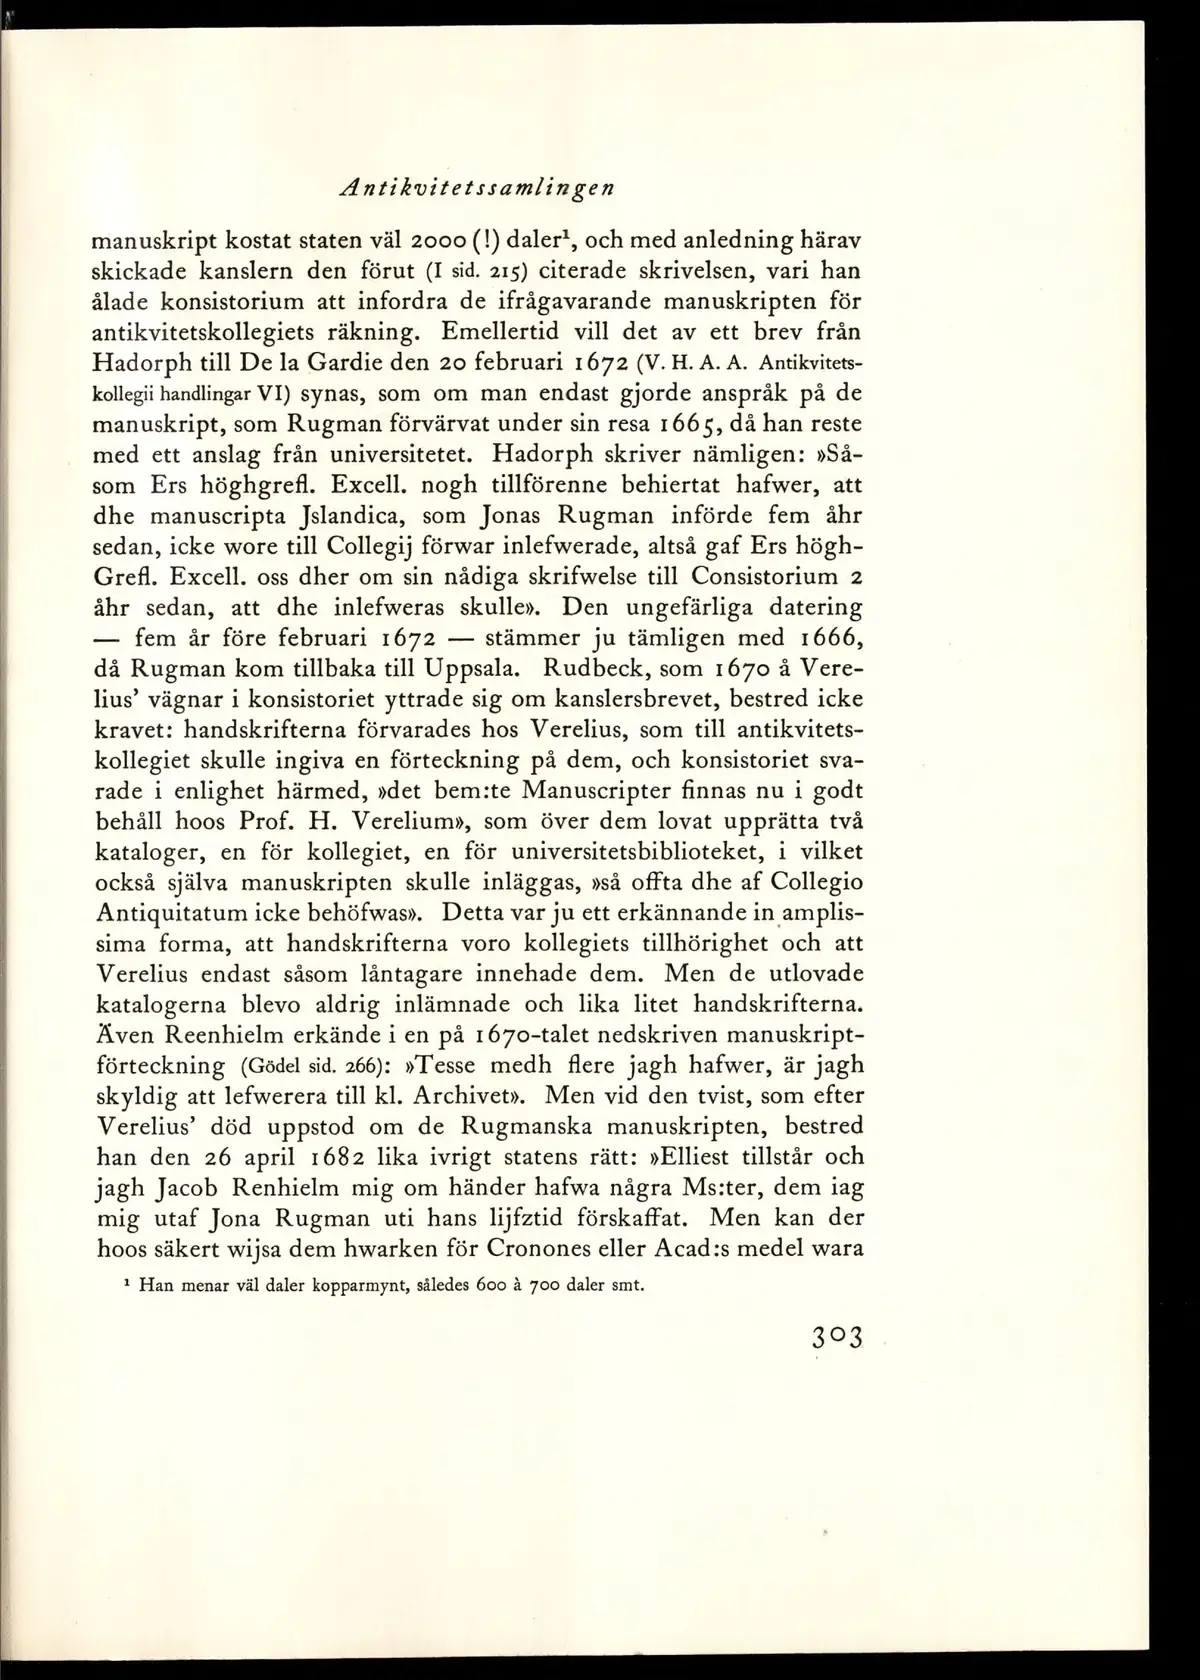 Antikvitetssamlingen
manuskript kostat staten väl 2000 (!) daler¹, och med anledning härav
skickade kanslern den förut (I sid. 215) citerade skrivelsen, vari han
ålade konsistorium att infordra de ifrågavarande manuskripten för
antikvitetskollegiets räkning. Emellertid vill det av ett brev från
Hadorph till De la Gardie den 20 februari 1672 (V. H. A. A. Antikvitets-
kollegii handlingar VI) synas, som om man endast gjorde anspråk på de
manuskript, som Rugman förvärvat under sin resa 1665, då han reste
med ett anslag från universitetet. Hadorph skriver nämligen: »Så-
som Ers höghgrefl. Excell. nogh tillförenne behiertat hafwer, att
dhe manuscripta Jslandica, som Jonas Rugman införde fem åhr
sedan, icke wore till Collegij förwar inlefwerade, altså gaf Ers högh-
Grefl. Excell. oss dher om sin nådiga skrifwelse till Consistorium 2
åhr sedan, att dhe inlefweras skulle». Den ungefärliga datering
— fem år före februari 1672 — stämmer ju tämligen med 1666,
då Rugman kom tillbaka till Uppsala. Rudbeck, som 1670 å Vere-
lius’ vägnar i konsistoriet yttrade sig om kanslersbrevet, bestred icke
kravet: handskrifterna förvarades hos Verelius, som till antikvitets-
kollegiet skulle ingiva en förteckning på dem, och konsistoriet sva-
rade i enlighet härmed, »det bem:te Manuscripter finnas nu i godt
behåll hoos Prof. H. Verelium», som över dem lovat upprätta två
kataloger, en för kollegiet, en för universitetsbiblioteket, i vilket
också själva manuskripten skulle inläggas, »så offta dhe af Collegio
Antiquitatum icke behöfwas». Detta var ju ett erkännande in amplis-
sima forma, att handskrifterna voro kollegiets tillhörighet och att
Verelius endast såsom låntagare innehade dem. Men de utlovade
katalogerna blevo aldrig inlämnade och lika litet handskrifterna.
Även Reenhielm erkände i en på 1670-talet nedskriven manuskript-
förteckning (Gödel sid. 266): »Tesse medh flere jagh hafwer, är jagh
skyldig att lefwerera till kl. Archivet». Men vid den tvist, som efter
Verelius’ död uppstod om de Rugmanska manuskripten, bestred
han den 26 april 1682 lika ivrigt statens rätt: »Elliest tillstår och
jagh Jacob Renhielm mig om händer hafwa några Ms:ter, dem iag
mig utaf Jona Rugman uti hans lijfztid förskaffat. Men kan der
hoos säkert wijsa dem hwarken för Cronones eller Acad:s medel wara
¹ Han menar väl daler kopparmynt, således 600 à 700 daler smt.
303